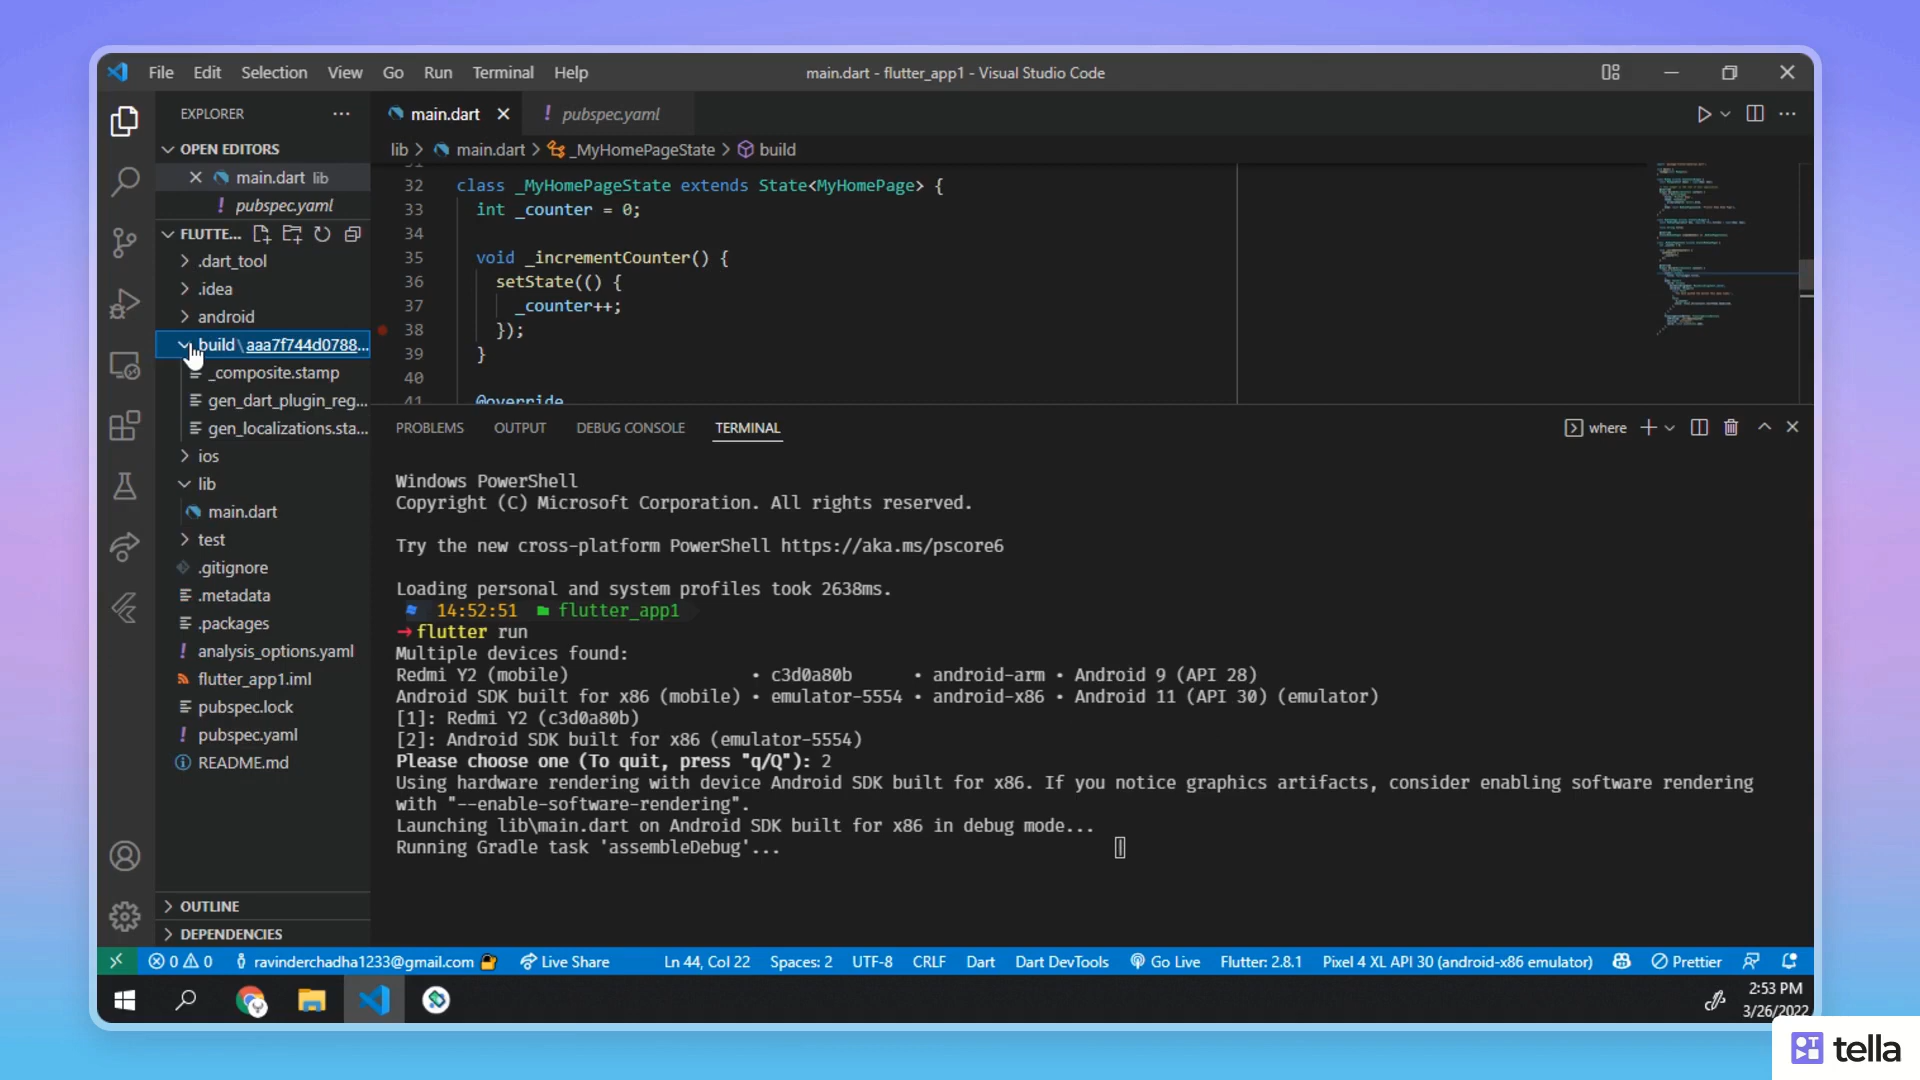 File Edit Selection View Go Run Terminal Help
main.dart - flutter_app1 - Visual Studio Code
EXPLORER
OPEN EDITORS
main.dart lib
pubspec.yaml
FLUTTE...
.dart_tool
.idea
android
build \ aaa7f744d0788...
_composite.stamp
gen_dart_plugin_reg...
gen_localizations.sta...
ios
lib
main.dart
test
.gitignore
.metadata
.packages
analysis_options.yaml
flutter_app1.iml
pubspec.lock
pubspec.yaml
README.md
OUTLINE
DEPENDENCIES
main.dart
pubspec.yaml
lib > main.dart > _MyHomePageState > build
32 class _MyHomePageState extends State<MyHomePage> {
33 int _counter = 0;
34
35 void _incrementCounter() {
36 setState(() {
37 _counter++;
38 });
39 }
40
41 @override
PROBLEMS OUTPUT DEBUG CONSOLE TERMINAL
where
Windows PowerShell
Copyright (C) Microsoft Corporation. All rights reserved.
Try the new cross-platform PowerShell https://aka.ms/pscore6
Loading personal and system profiles took 2638ms.
14:52:51 flutter_app1
→flutter run
Multiple devices found:
Redmi Y2 (mobile) • c3d0a80b • android-arm • Android 9 (API 28)
Android SDK built for x86 (mobile) • emulator-5554 • android-x86 • Android 11 (API 30) (emulator)
[1]: Redmi Y2 (c3d0a80b)
[2]: Android SDK built for x86 (emulator-5554)
Please choose one (To quit, press "q/Q"): 2
Using hardware rendering with device Android SDK built for x86. If you notice graphics artifacts, consider enabling software rendering
with "--enable-software-rendering".
Launching lib\main.dart on Android SDK built for x86 in debug mode...
Running Gradle task 'assembleDebug'...
0 0 ravinderchadha1233@gmail.com Live Share Ln 44, Col 22 Spaces: 2 UTF-8 CRLF Dart Dart DevTools Go Live Flutter: 2.8.1 Pixel 4 XL API 30 (android-x86 emulator) Prettier
2:53 PM
3/26/2022
tella